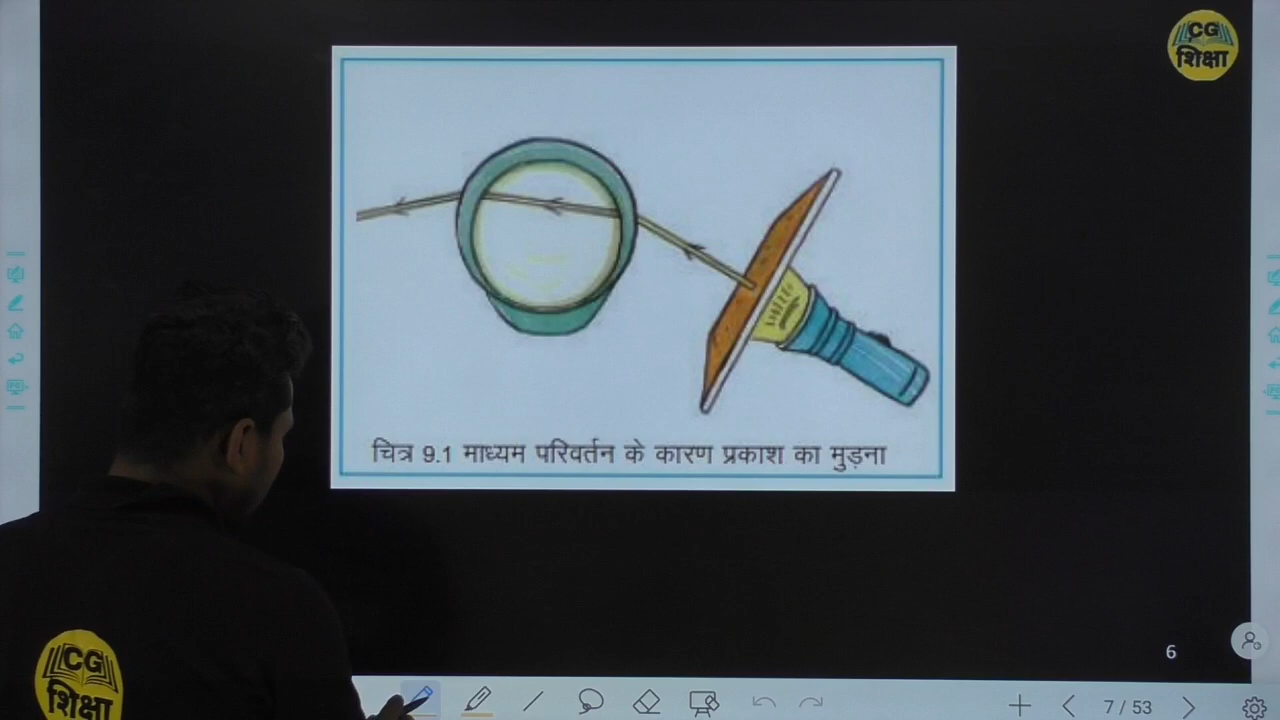 CG
शिक्षा
चित्र 9.1 माध्यम परिवर्तन के कारण प्रकाश का मुड़ना
6
CG
शिक्षा
7 / 53